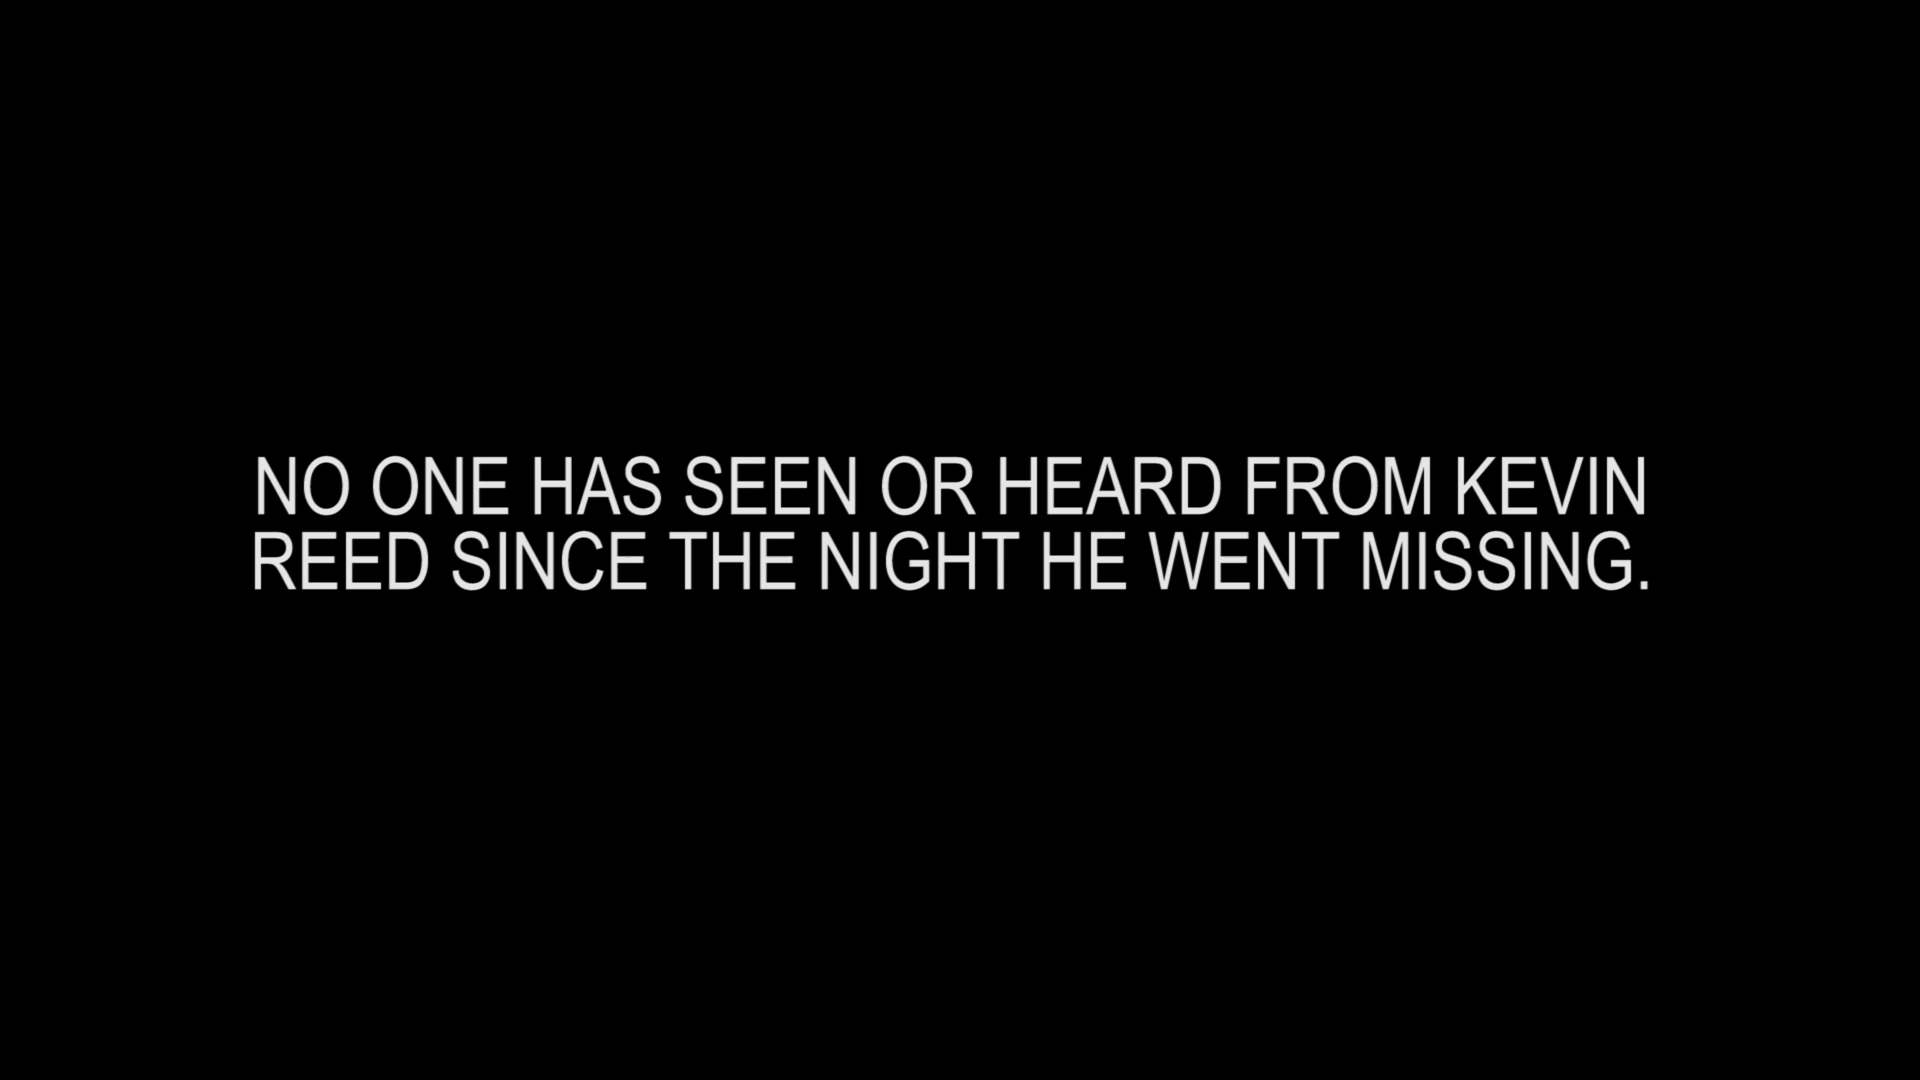 NO ONE HAS SEEN OR HEARD FROM KEVIN
REED SINCE THE NIGHT HE WENT MISSING.